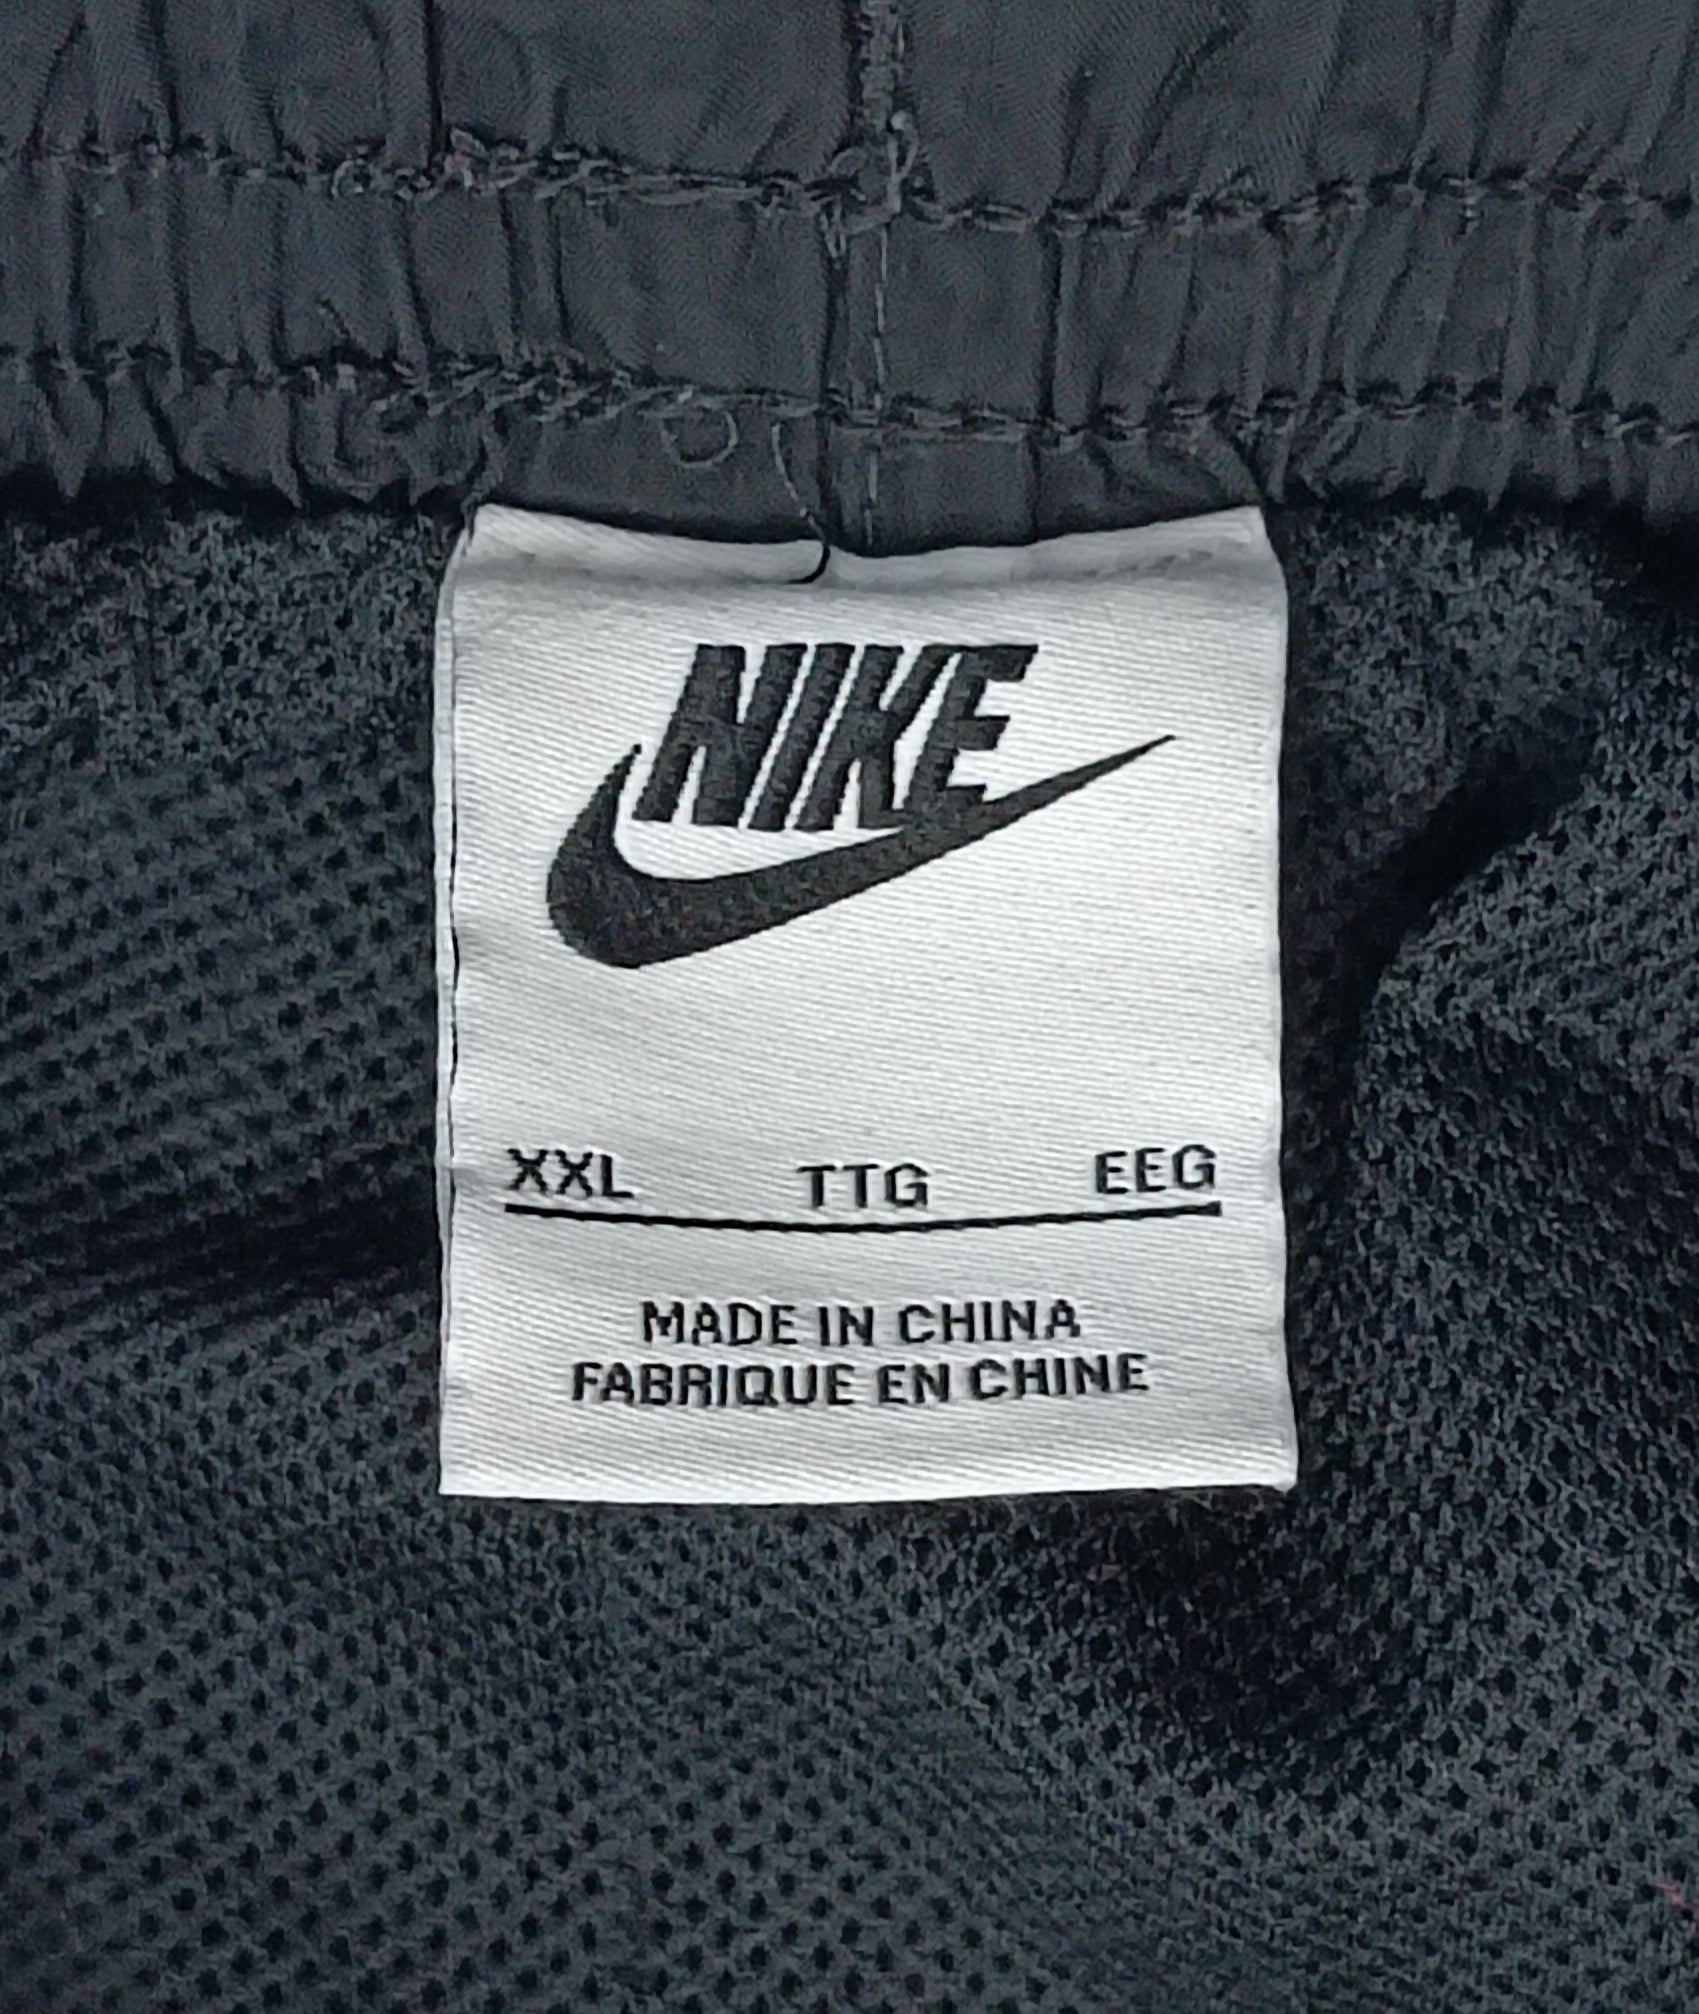 NIKE
XXL TTG EEG
MADE IN CHINA
FABRIQUE EN CHINE